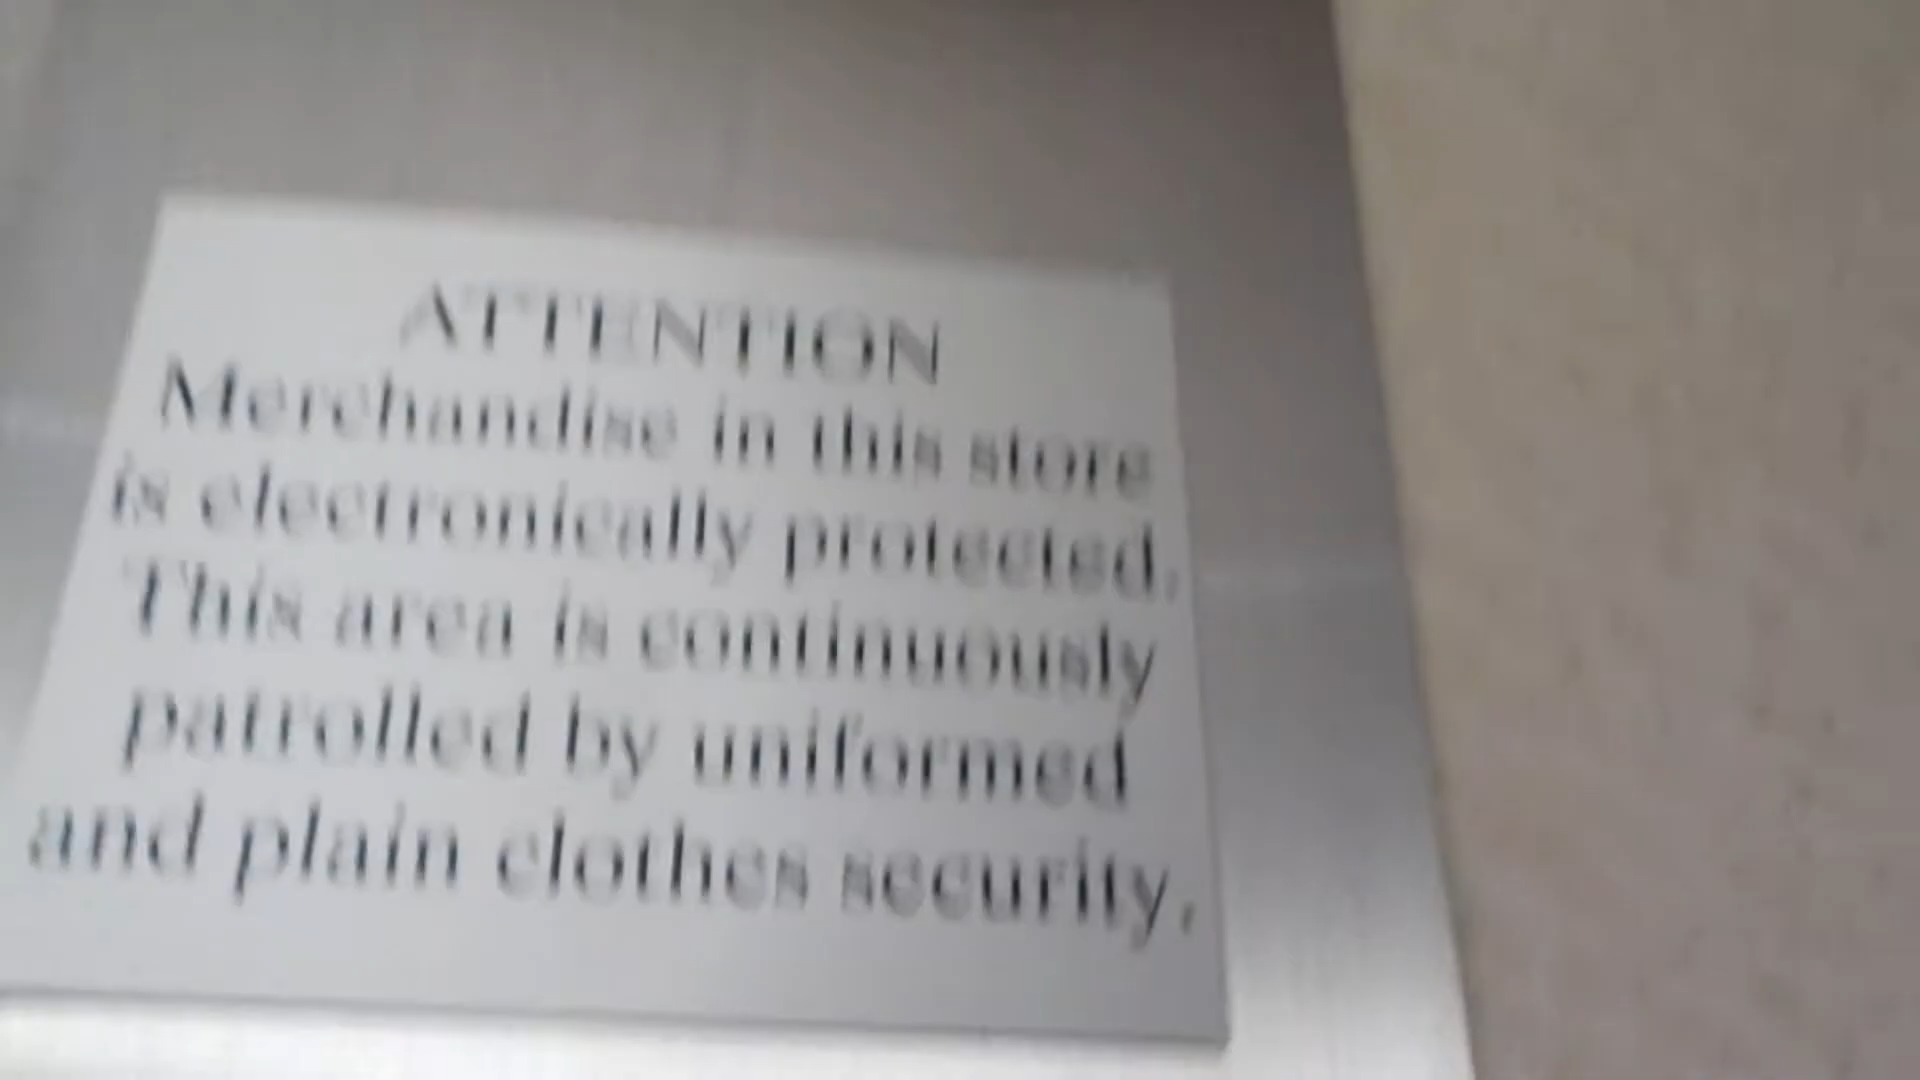 ATTENTION
Merchandise in this store
is electronically protected.
This area is continuously
patrolled by uniformed
and plain clothes security.